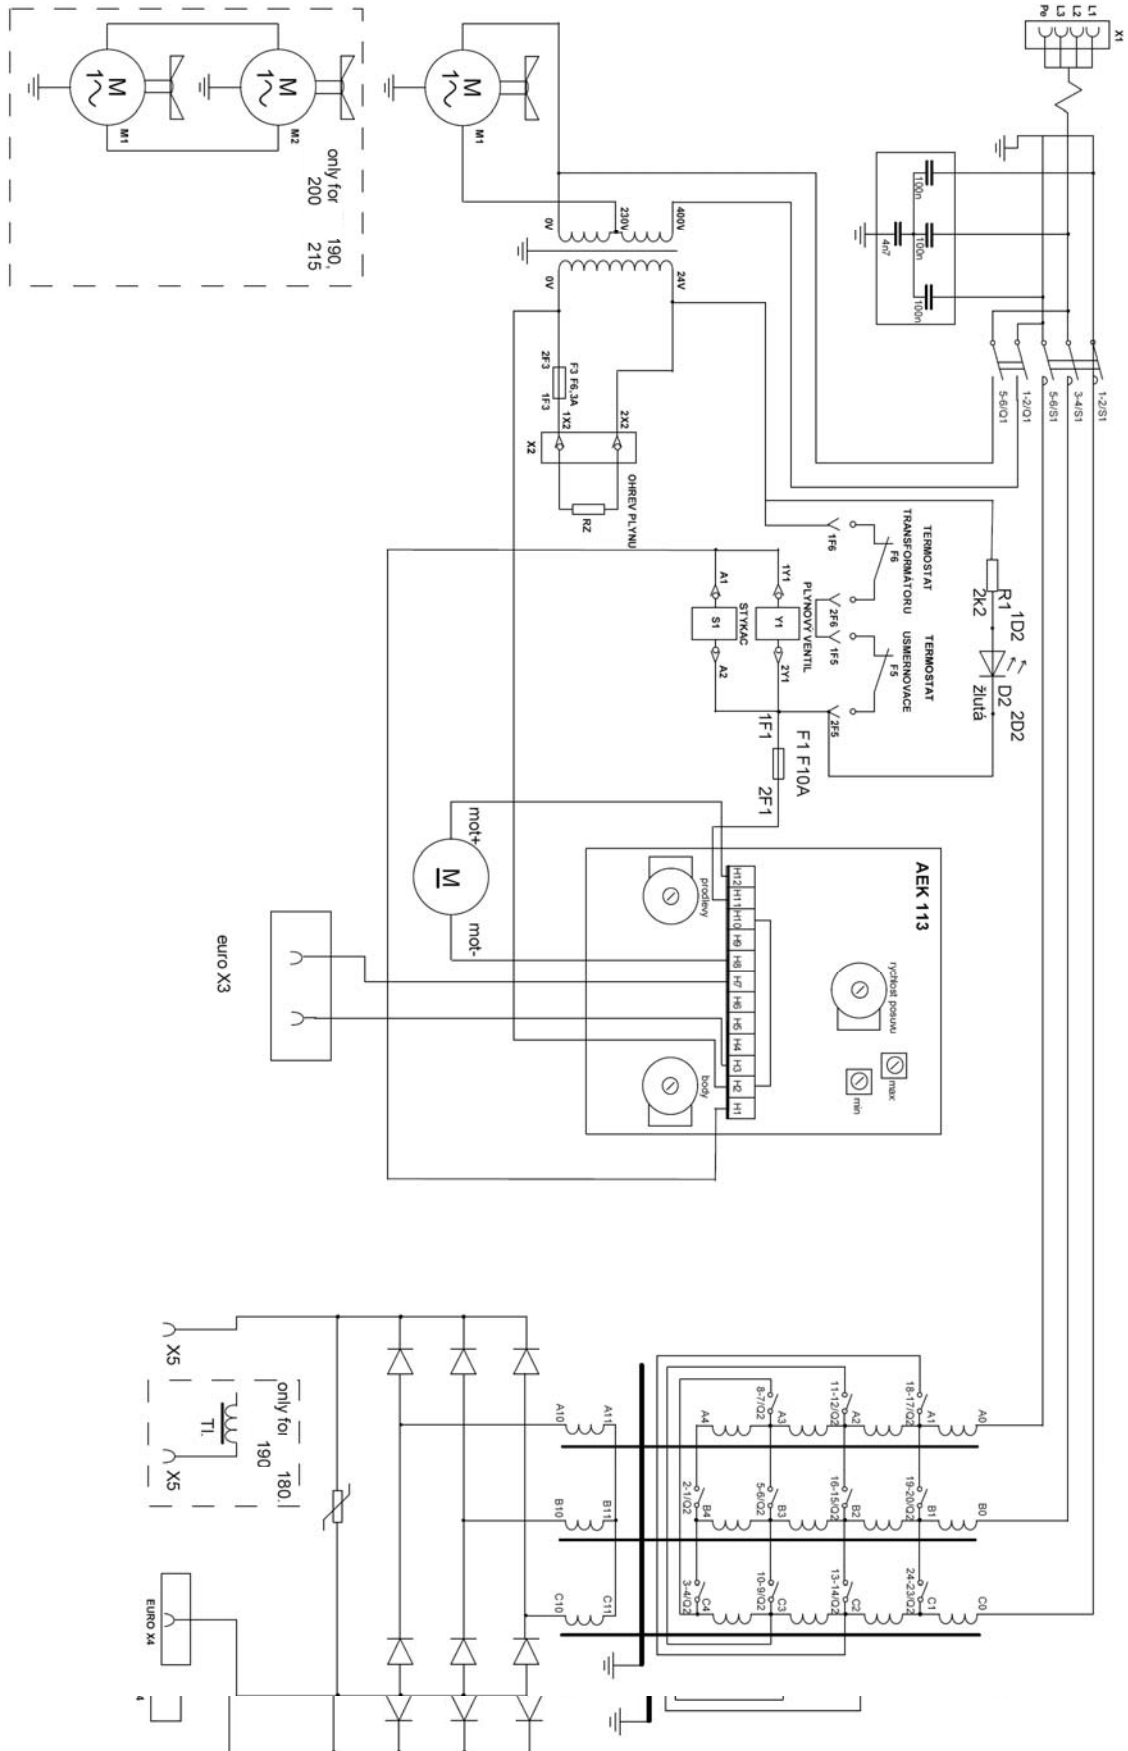 X1
L1
L2
L3
Pe
M1
M2
M
1
M
1
only for 190,
200 215
M
1
M1
100n
100n
100n
4n7
0V
230V
400V
0V
24V
1-2/S1
3-4/S1
5-6/S1
1-2/Q1
5-6/Q1
2F3
F3 F6.3A
1F3
1X2
2X2
X2
OHREV PLYNU
RZ
TERMOSTAT
TRANSFORMÁTORU
F6
1F6
2F6
TERMOSTAT
USMERNOVACE
F5
1F5
2F5
R1
2k2
1D2
D2
žlutá
2D2
A1
S1
STYKAC
A2
1Y1
Y1
PLYNOVÝ VENTIL
2Y1
1F1
F1 F10A
2F1
mot+
M
mot-
AEK 113
prodlevy
rychlost posuvu
max
min
body
H12
H11
H10
H9
H8
H7
H6
H5
H4
H3
H2
H1
euro X3
18-17/Q2
11-12/Q2
8-7/Q2
A0
A1
A2
A3
A4
A11
A10
19-20/Q2
16-15/Q2
5-6/Q2
2-1/Q2
B0
B1
B2
B3
B4
B11
B10
24-23/Q2
13-14/Q2
10-9/Q2
3-4/Q2
C0
C1
C2
C3
C4
C11
C10
X5
only for 180.
190
Tl.
X5
EURO X4
4